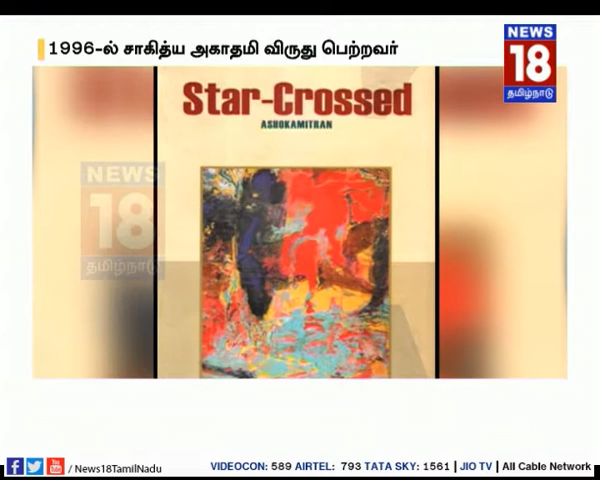 1996-ல் சாகித்ய அகாதமி விருது பெற்றவர்
NEWS
18
தமிழ்நாடு
Star-Crossed
ASHOKAMITRAN
NEWS
18
தமிழ்நாடு
/ News18TamilNadu
VIDEOCON: 589 AIRTEL: 793 TATA SKY: 1561 | JIO TV | All Cable Network